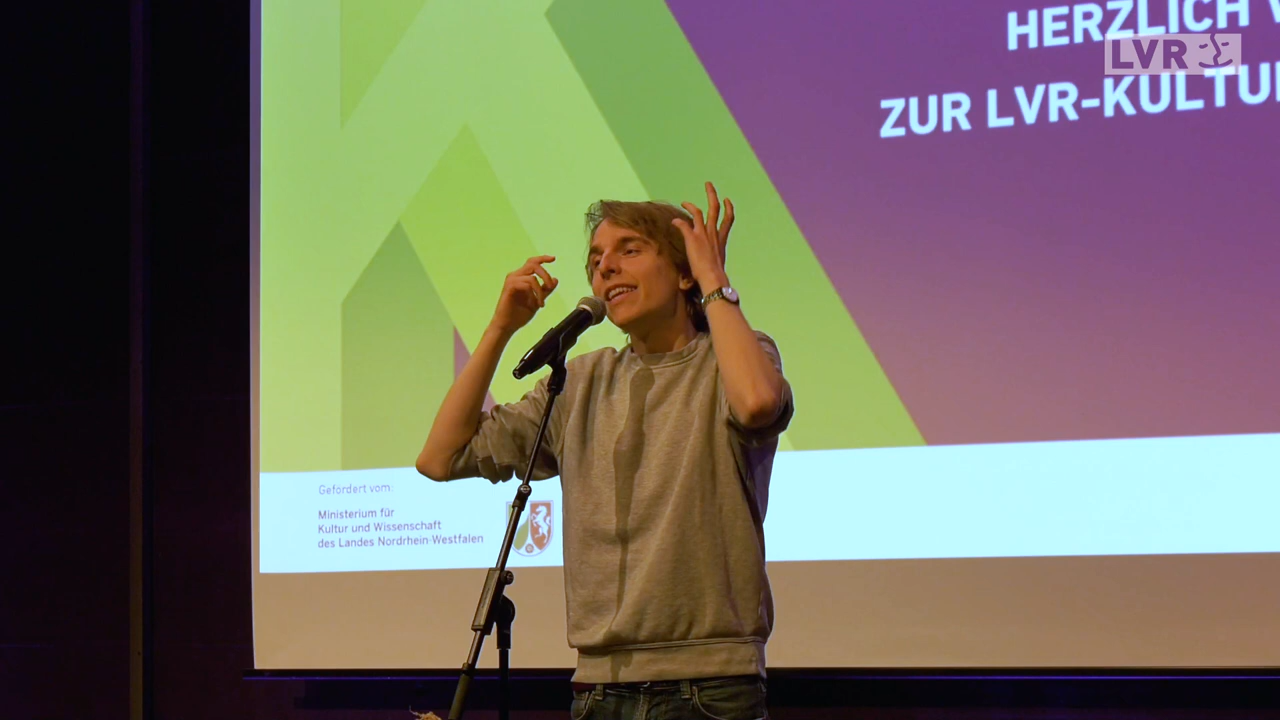 HERZLICH
LVR
ZUR LVR-KULTU
Gefördert vom:
Ministerium für
Kultur und Wissenschaft
des Landes Nordrhein-Westfalen